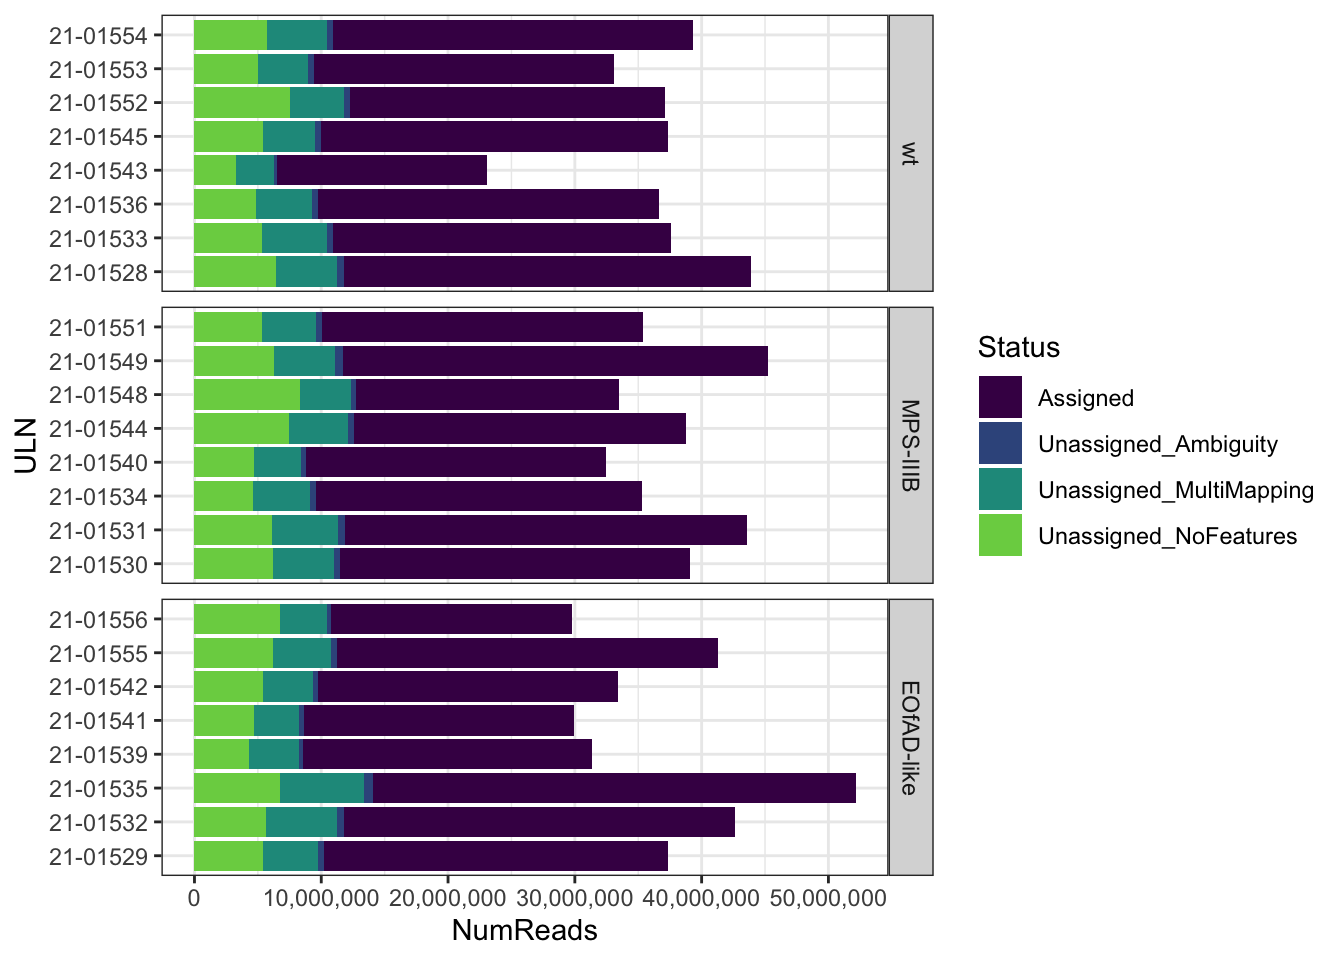 21-01554
21-01553
21-01552
21-01545
21-01543
21-01536
21-01533
21-01528
wt
21-01551
21-01549
21-01548
21-01544
21-01540
21-01534
21-01531
21-01530
MPS-IIIB
21-01556
21-01555
21-01542
21-01541
21-01539
21-01535
21-01532
21-01529
EOfAD-like
ULN
0 10,000,000 20,000,000 30,000,000 40,000,000 50,000,000
NumReads
Status
Assigned
Unassigned_Ambiguity
Unassigned_MultiMapping
Unassigned_NoFeatures